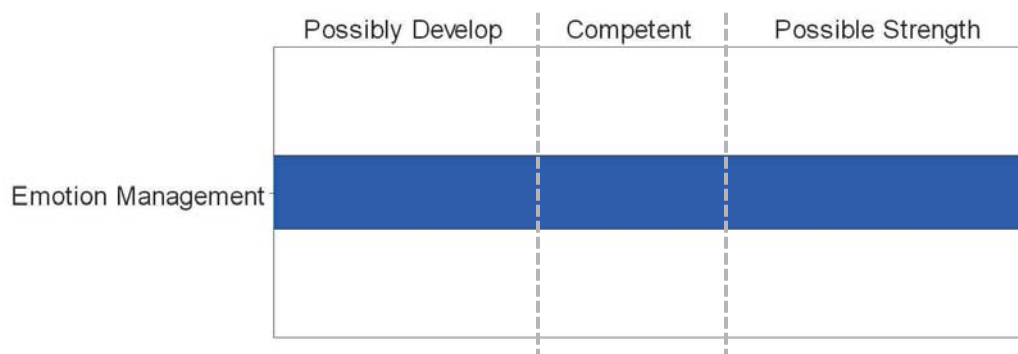 Possibly Develop Competent Possible Strength
Emotion Management